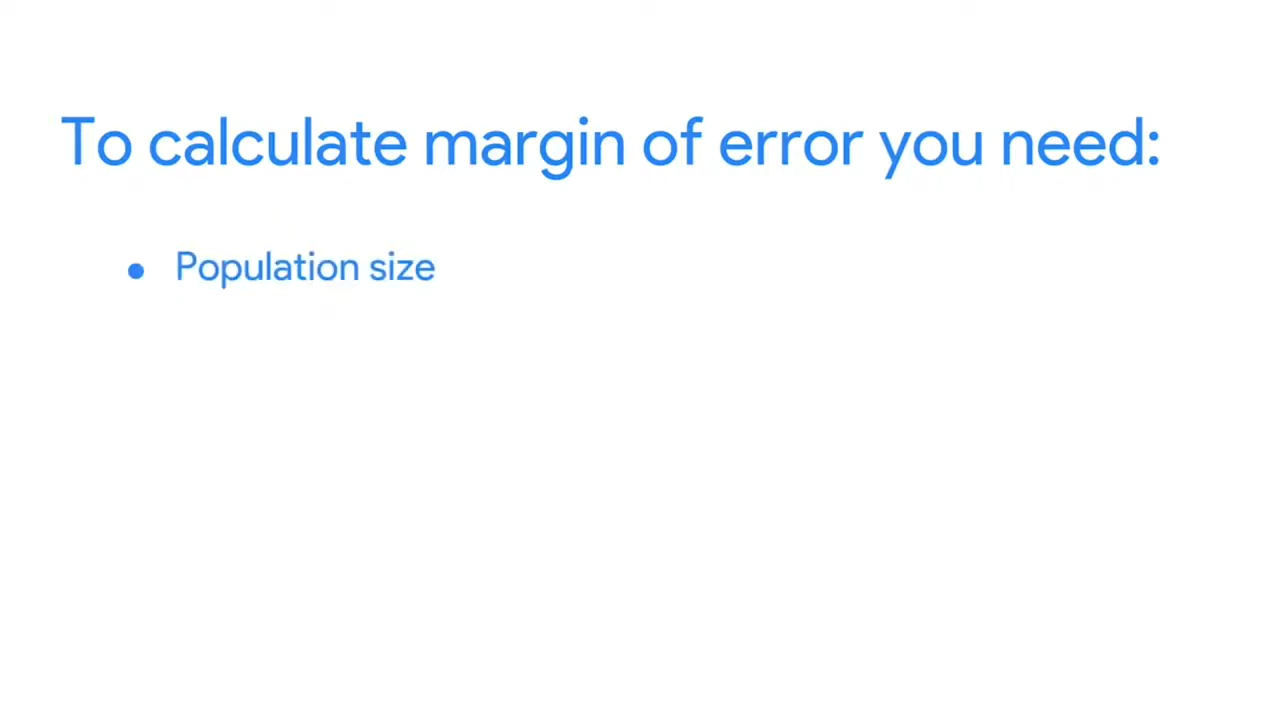 To calculate margin of error you need:
● Population size